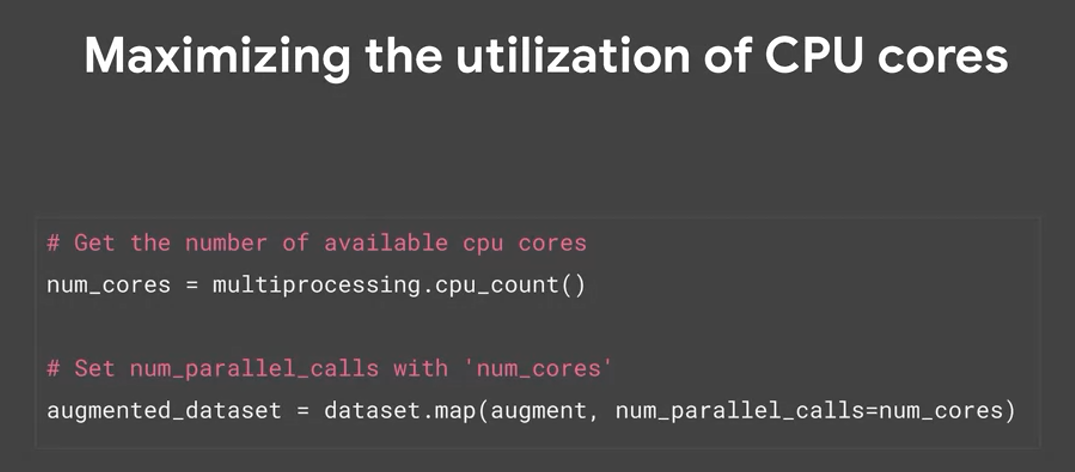 Maximizing the utilization of CPU cores
# Get the number of available cpu cores
num_cores = multiprocessing.cpu_count()
# Set num_parallel_calls with 'num_cores'
augmented_dataset = dataset.map(augment, num_parallel_calls=num_cores)